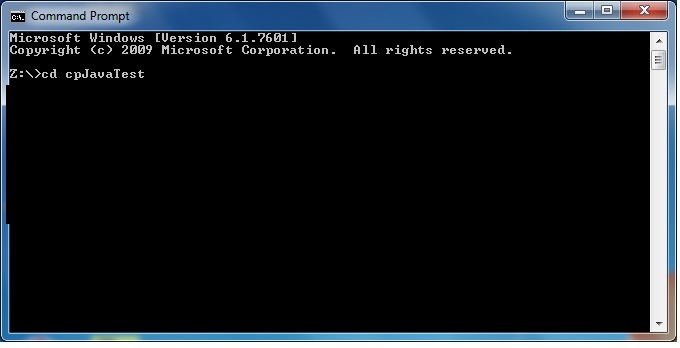 C:\.
Command Prompt
Microsoft Windows [Version 6.1.7601]
Copyright (c) 2009 Microsoft Corporation.  All rights reserved.
Z:\>cd cpJavaTest